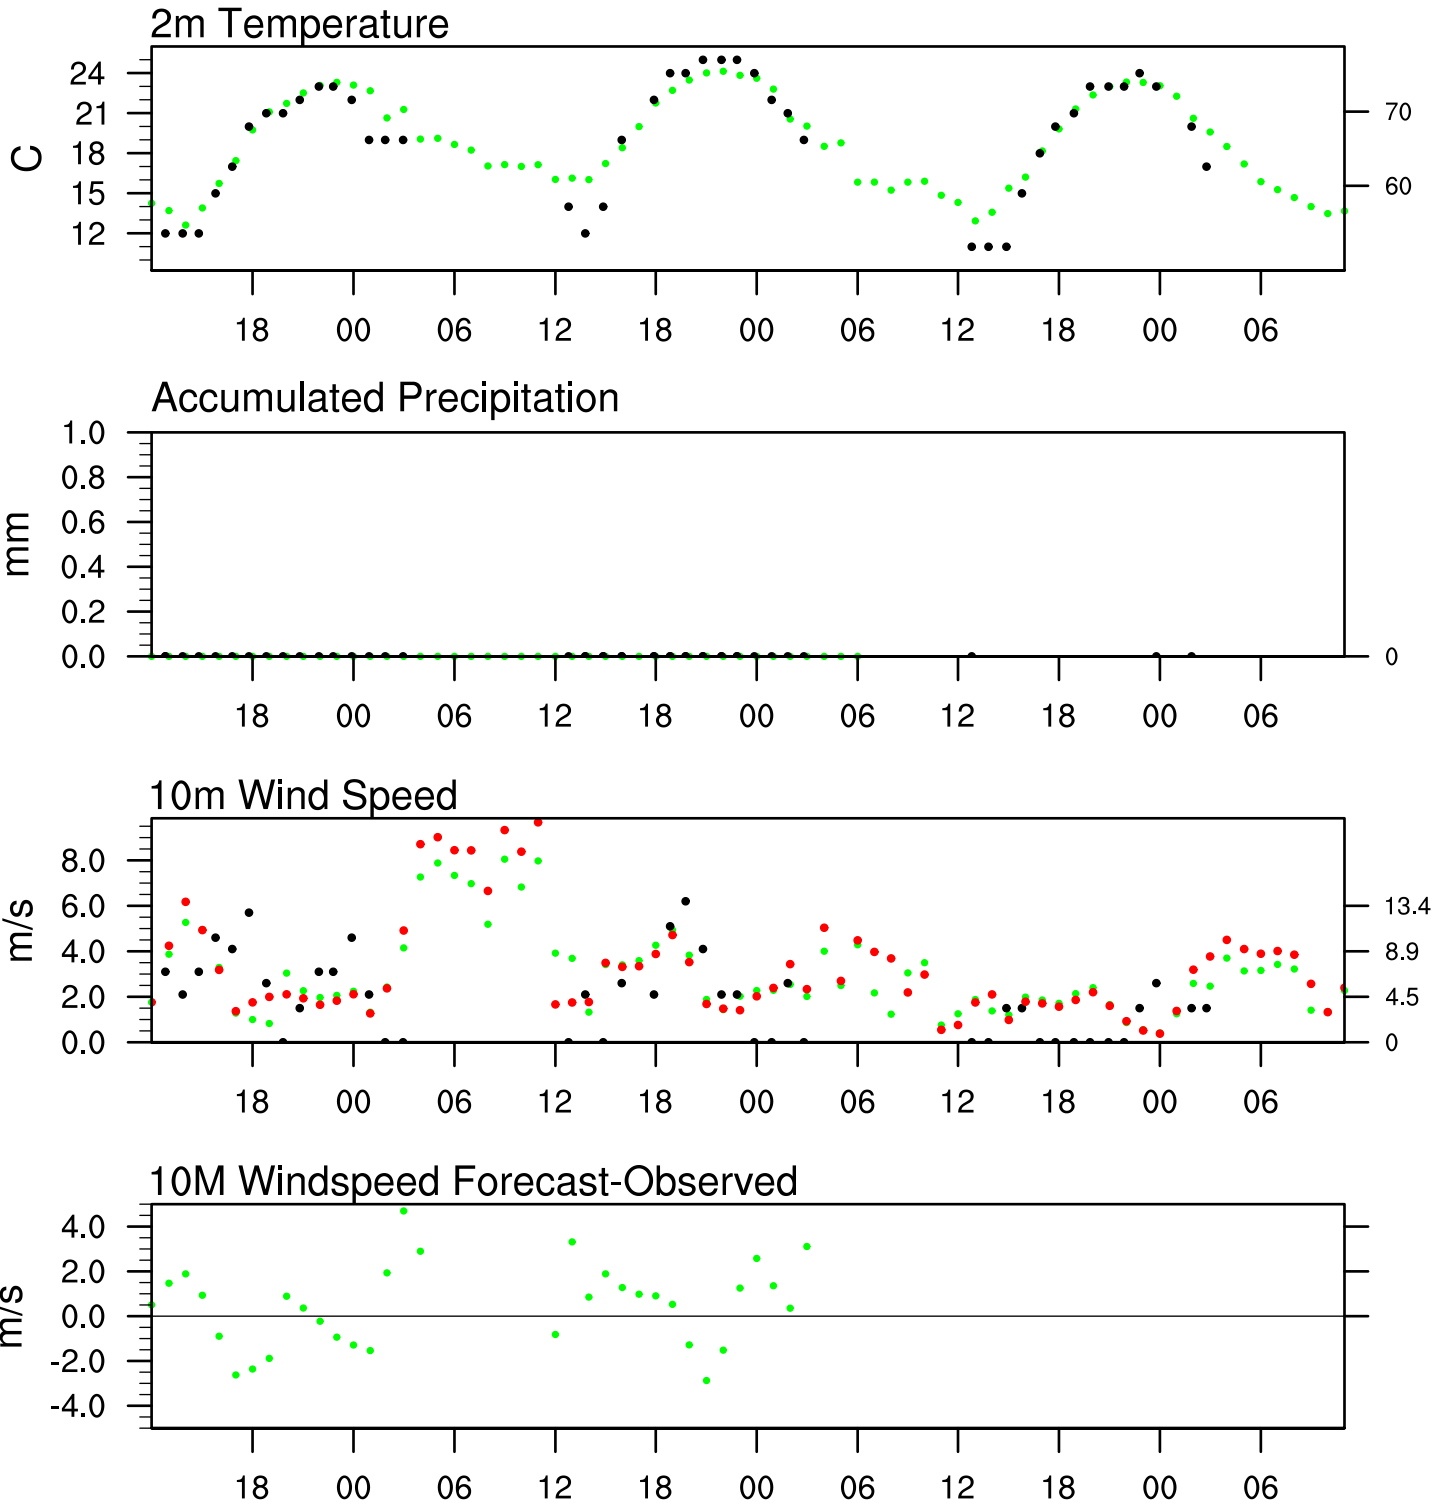 2m Temperature
24
21
18
15
12
C
70
60
18 00 06 12 18 00 06 12 18 00 06
Accumulated Precipitation
1.0
0.8
0.6
0.4
0.2
0.0
mm
0
18 00 06 12 18 00 06 12 18 00 06
10m Wind Speed
8.0
6.0
4.0
2.0
0.0
m/s
13.4
8.9
4.5
0
18 00 06 12 18 00 06 12 18 00 06
10M Windspeed Forecast-Observed
4.0
2.0
0.0
-2.0
-4.0
m/s
18 00 06 12 18 00 06 12 18 00 06